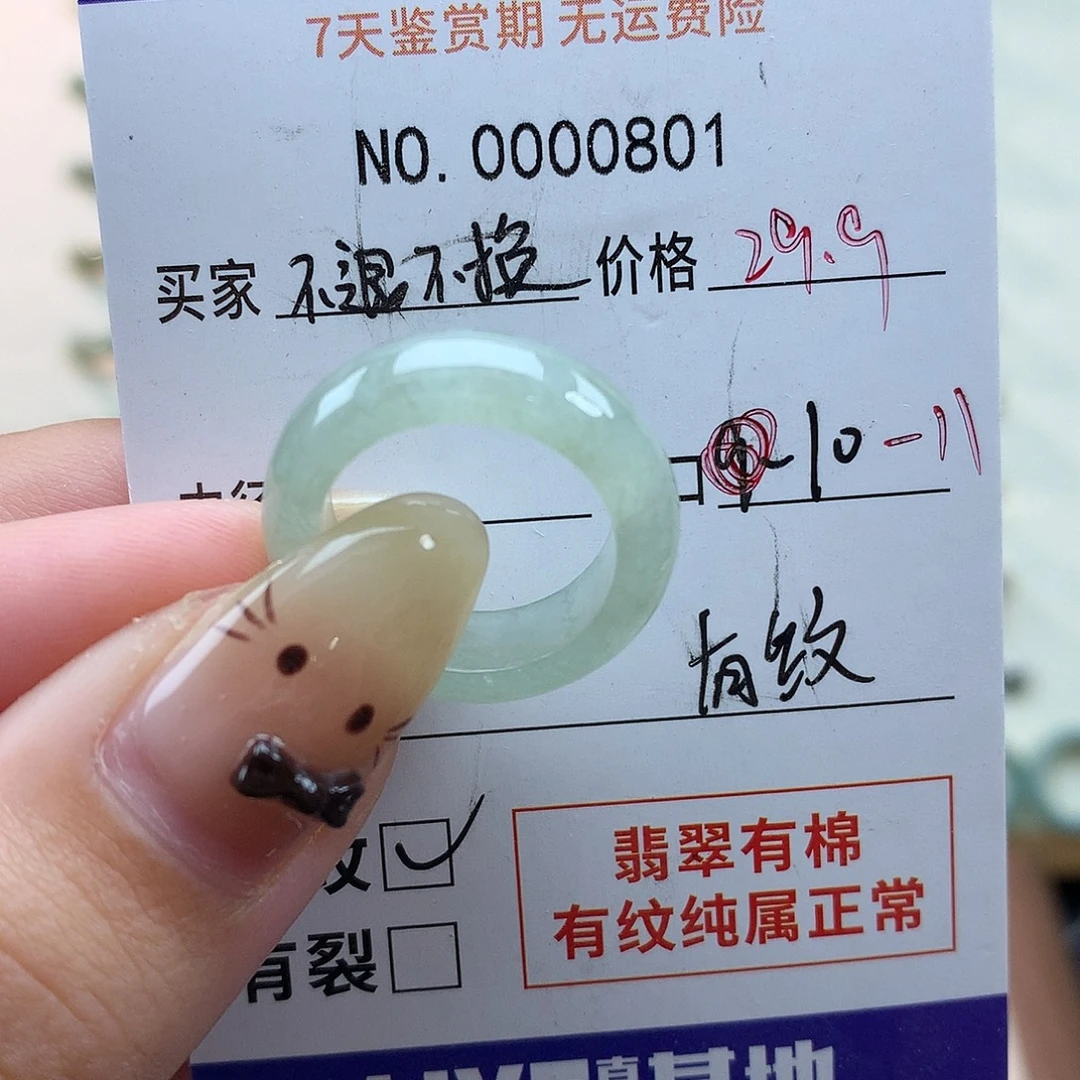 7天鉴赏期 无运费险
NO. 0000801
买家 不退不换 价格 29.9
10-11
有纹
纹
有裂
翡翠有棉
有纹纯属正常
基地